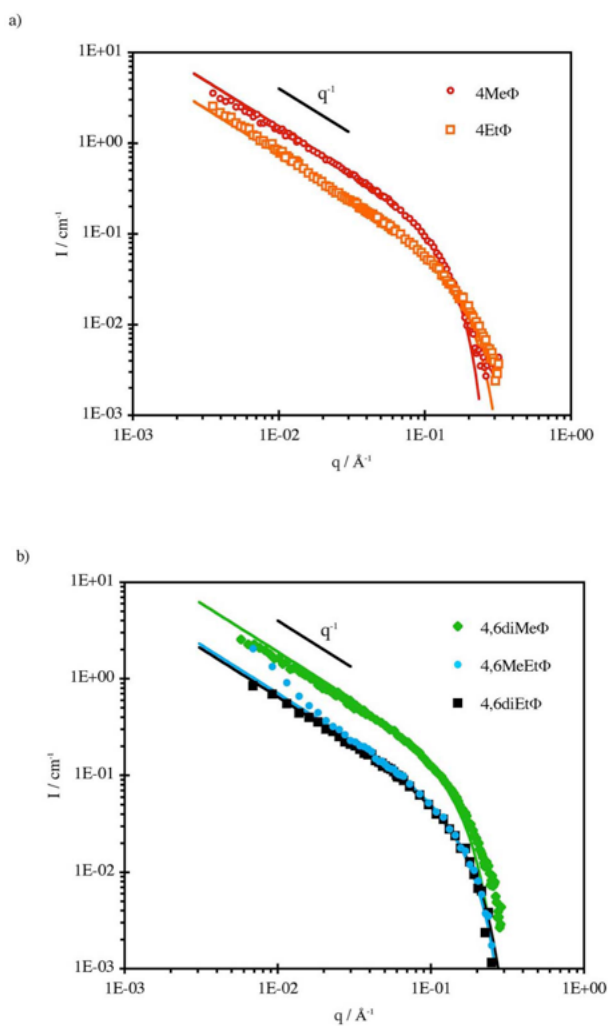 a)
1E+01
1E+00
1E-01
1E-02
1E-03
I / cm⁻¹
q⁻¹
4MeΦ
4EtΦ
1E-03 1E-02 1E-01 1E+00
q / Å⁻¹
b)
1E+01
1E+00
1E-01
1E-02
1E-03
I / cm⁻¹
q⁻¹
4,6diMeΦ
4,6MeEtΦ
4,6diEtΦ
1E-03 1E-02 1E-01 1E+00
q / Å⁻¹